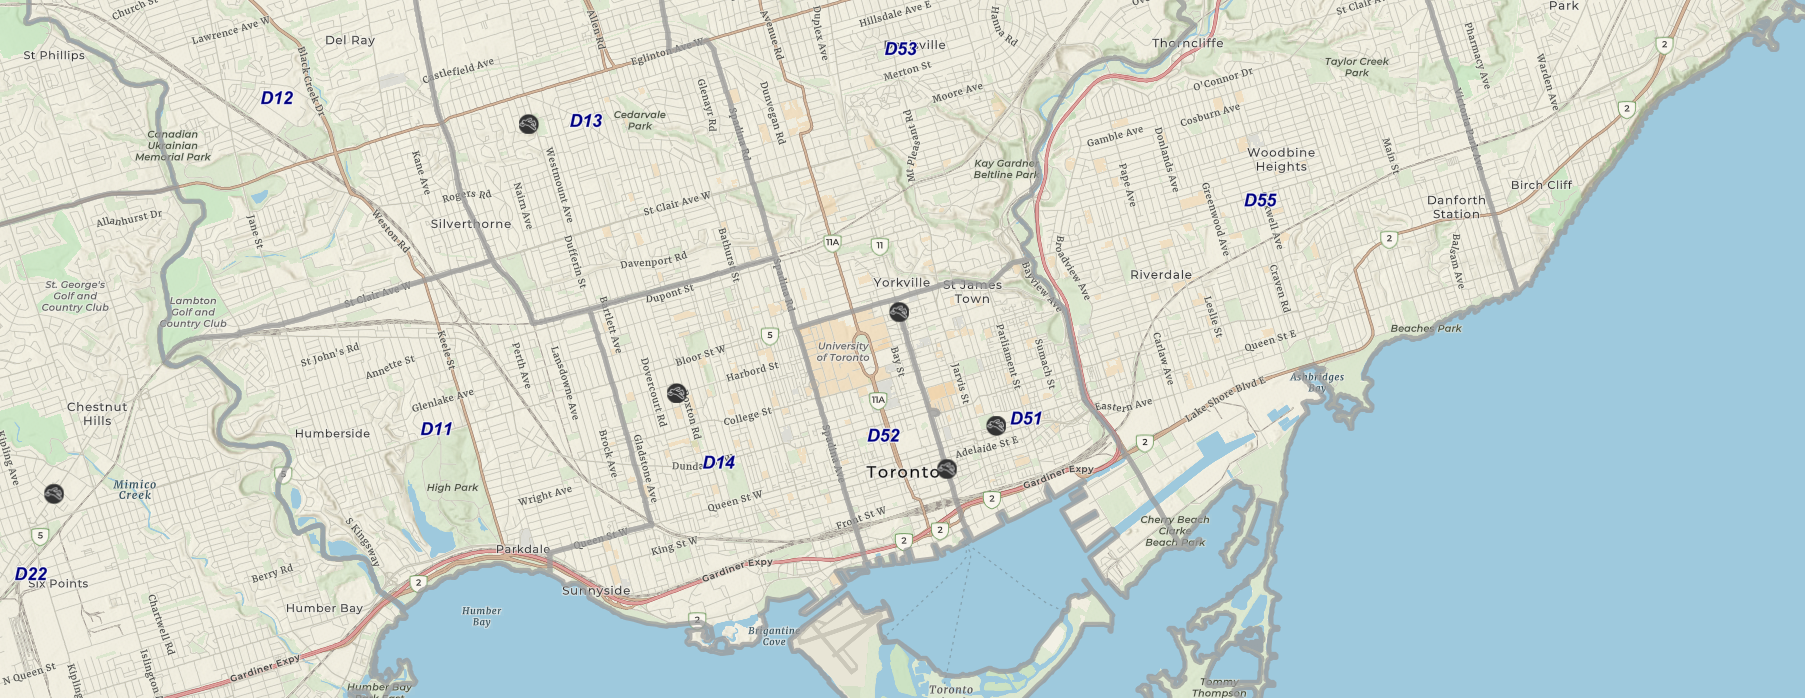 Church St
Lawrence Ave W
Del Ray
Allen Rd
Avenue Rd
Duplex Ave
Hillsdale Ave E
Hanna Rd
St Clair Ave E
Park
St Phillips
Black Creek Dr
Castlefield Ave
Eglinton Ave W
D53
Merton St
Thorncliffe
Pharmacy Ave
Warden Ave
2
Taylor Creek
Park
O'Connor Dr
D12
D13
Cedarvale
Park
Glenayr Rd
Spadina Rd
Dunvegan Rd
Moore Ave
Mt Pleasant Rd
Cosburn Ave
Gamble Ave
Victoria Park Ave
2
Canadian
Ukrainian
Memorial Park
Kane Ave
Westmount Ave
Nairn Ave
Kay Gardner
Beltline Park
Donlands Ave
Pape Ave
Woodbine
Heights
Main St
Birch Cliff
Rogers Rd
St Clair Ave W
Silverthorne
Greenwood Ave
D55
Danforth
Station
Allanhurst Dr
Jane St
Weston Rd
Dufferin St
Davenport Rd
Bathurst St
11A
11
Broadview Ave
2
Balsam Ave
St. George's
Golf and
Country Club
Lambton
Golf and
Country Club
St Clair Ave W
Dupont St
Spadina Rd
Yorkville
St James
Town
Bayview Ave
Riverdale
Craven Rd
Leslie St
Bartlett Ave
5
University
of Toronto
Bay St
Parliament St
Sumach St
Carlaw Ave
Queen St E
Beaches Park
St John's Rd
Annette St
Keele St
Perth Ave
Lansdowne Ave
Bloor St W
Harbord St
Dovercourt Rd
Jarvis St
Ashbridges
Bay
Lake Shore Blvd E
Eastern Ave
Chestnut
Hills
Glenlake Ave
College St
11A
Humberside
D11
Brock Ave
Gladstone Ave
D14
D52
D51
Spadina Ave
Adelaide St E
Toronto
2
Kipling Ave
5
Mimico
Creek
High Park
Wright Ave
Queen St W
Front St W
Gardiner Expy
2
5
S Kingsway
Parkdale
Queen St W
King St W
2
2
Cherry Beach
Clarke
Beach Park
D22
Six Points
Berry Rd
2
Gardiner Expy
Sunnyside
Humber Bay
Humber
Bay
2
Brigantine
Cove
Chartwell Rd
Islington
N Queen St
Gardiner Expy
Humber Bay
Toronto
Tommy
Thompson